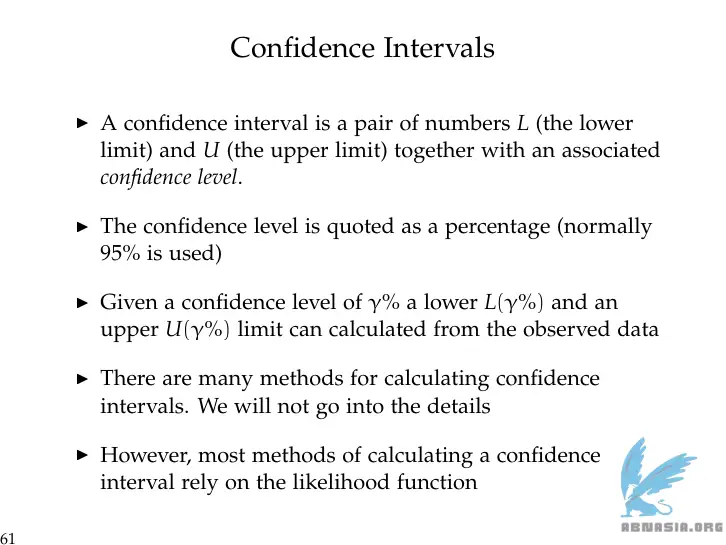 Confidence Intervals
▶ A confidence interval is a pair of numbers L (the lower
limit) and U (the upper limit) together with an associated
confidence level.
▶ The confidence level is quoted as a percentage (normally
95% is used)
▶ Given a confidence level of γ% a lower L(γ%) and an
upper U(γ%) limit can calculated from the observed data
▶ There are many methods for calculating confidence
intervals. We will not go into the details
▶ However, most methods of calculating a confidence
interval rely on the likelihood function
ABNASIA.ORG
61